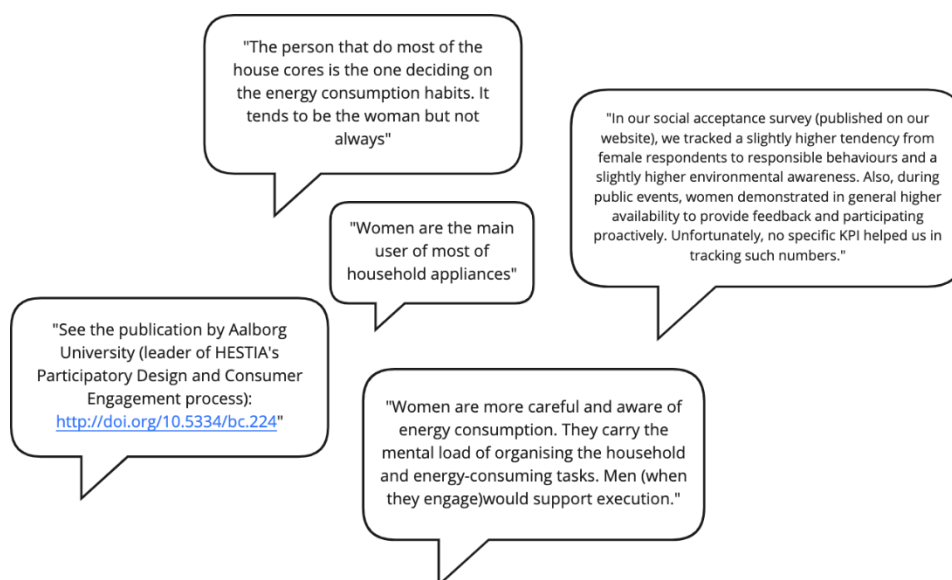 "The person that do most of the
house cores is the one deciding on
the energy consumption habits. It
tends to be the woman but not
always"
"In our social acceptance survey (published on our
website), we tracked a slightly higher tendency from
female respondents to responsible behaviours and a
slightly higher environmental awareness. Also, during
public events, women demonstrated in general higher
availability to provide feedback and participating
proactively. Unfortunately, no specific KPI helped us in
tracking such numbers."
"Women are the main
user of most of
household appliances"
"See the publication by Aalborg
University (leader of HESTIA's
Participatory Design and Consumer
Engagement process):
http://doi.org/10.5334/bc.224"
"Women are more careful and aware of
energy consumption. They carry the
mental load of organising the household
and energy-consuming tasks. Men (when
they engage)would support execution."